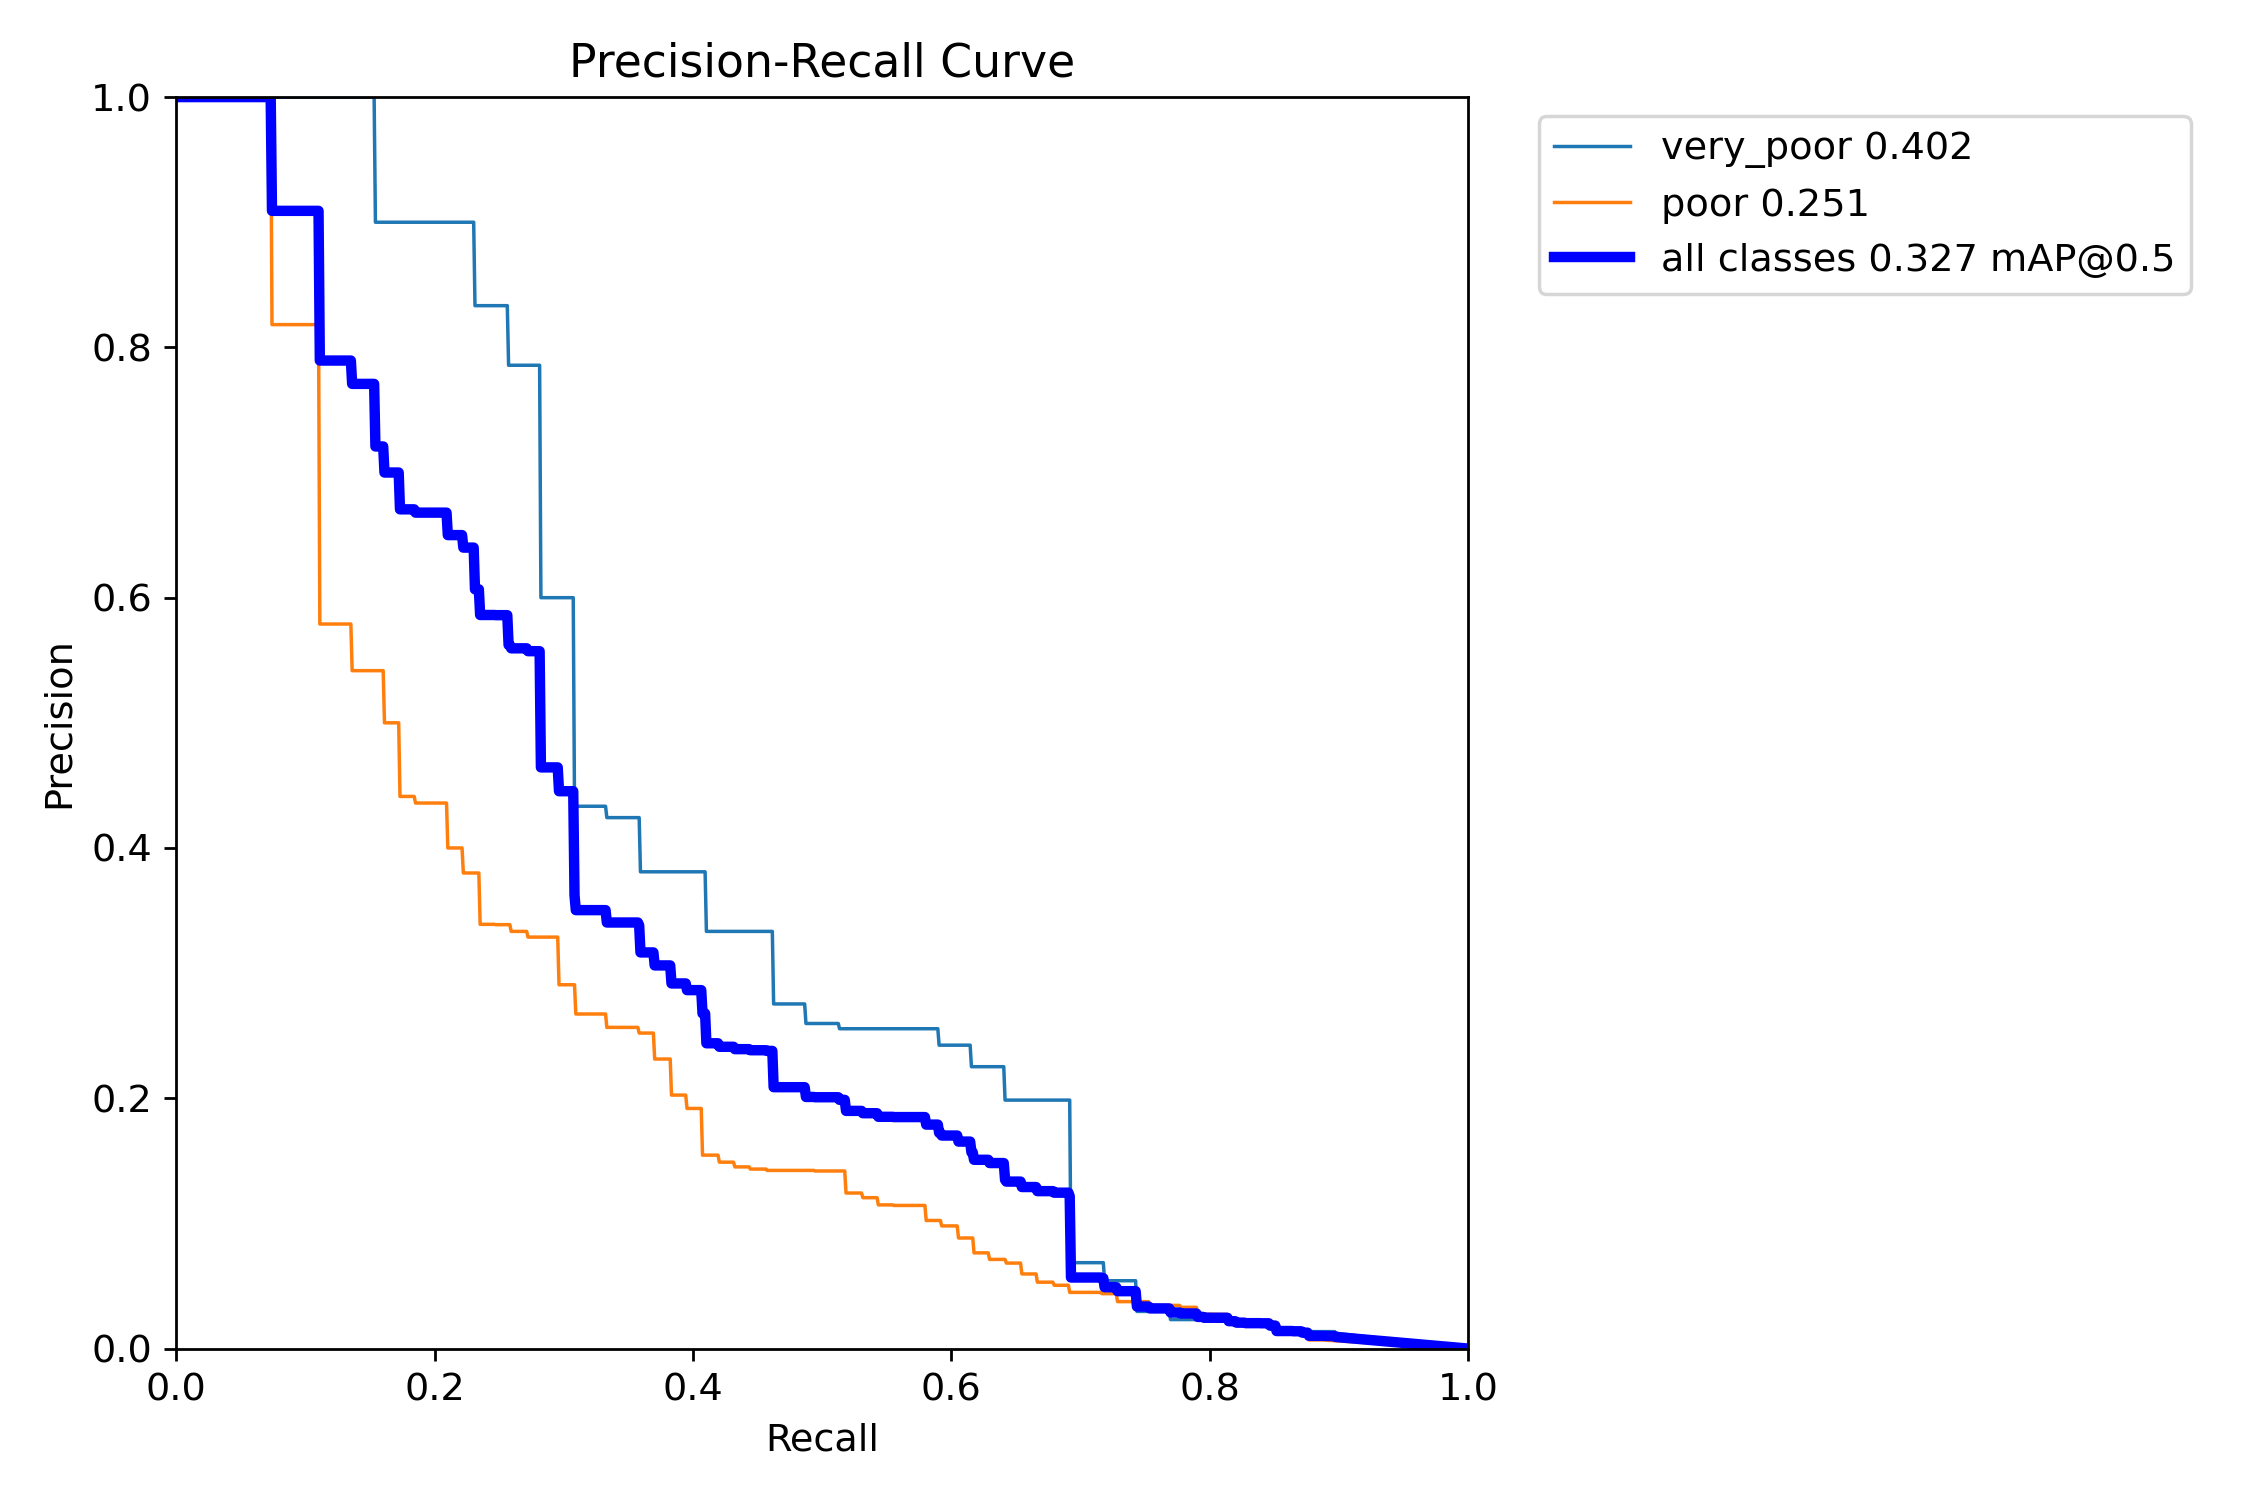 Precision-Recall Curve
very_poor 0.402
poor 0.251
all classes 0.327 mAP@0.5
Precision
1.0
0.8
0.6
0.4
0.2
0.0
0.0 0.2 0.4 0.6 0.8 1.0
Recall